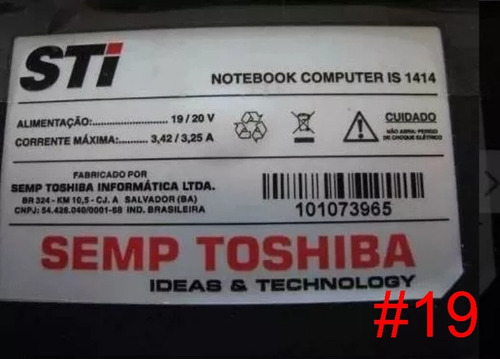 STi
NOTEBOOK COMPUTER IS 1414
ALIMENTAÇÃO:................... 19 / 20 V
CORRENTE MÁXIMA:.......... 3,42 / 3,25 A
CUIDADO
NÃO ABRA: PERIGO
DE CHOQUE ELÉTRICO
FABRICADO POR
SEMP TOSHIBA INFORMÁTICA LTDA.
BR 324 - KM 10,5 - CJ. A SALVADOR (BA)
CNPJ: 54.426.040/0001-68 IND. BRASILEIRA
101073965
SEMP TOSHIBA
IDEAS & TECHNOLOGY
#19